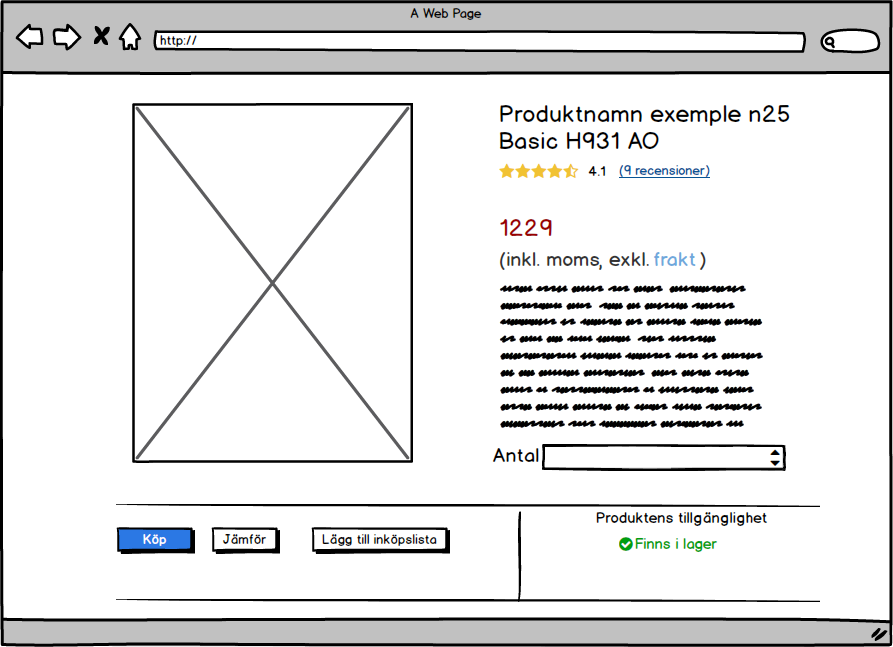 A Web Page
http://
Produktnamn exemple n25
Basic H931 AO
4.1 (9 recensioner)
1229
(inkl. moms, exkl. frakt )
Antal
Köp
Jämför
Lägg till inköpslista
Produktens tillgänglighet
Finns i lager